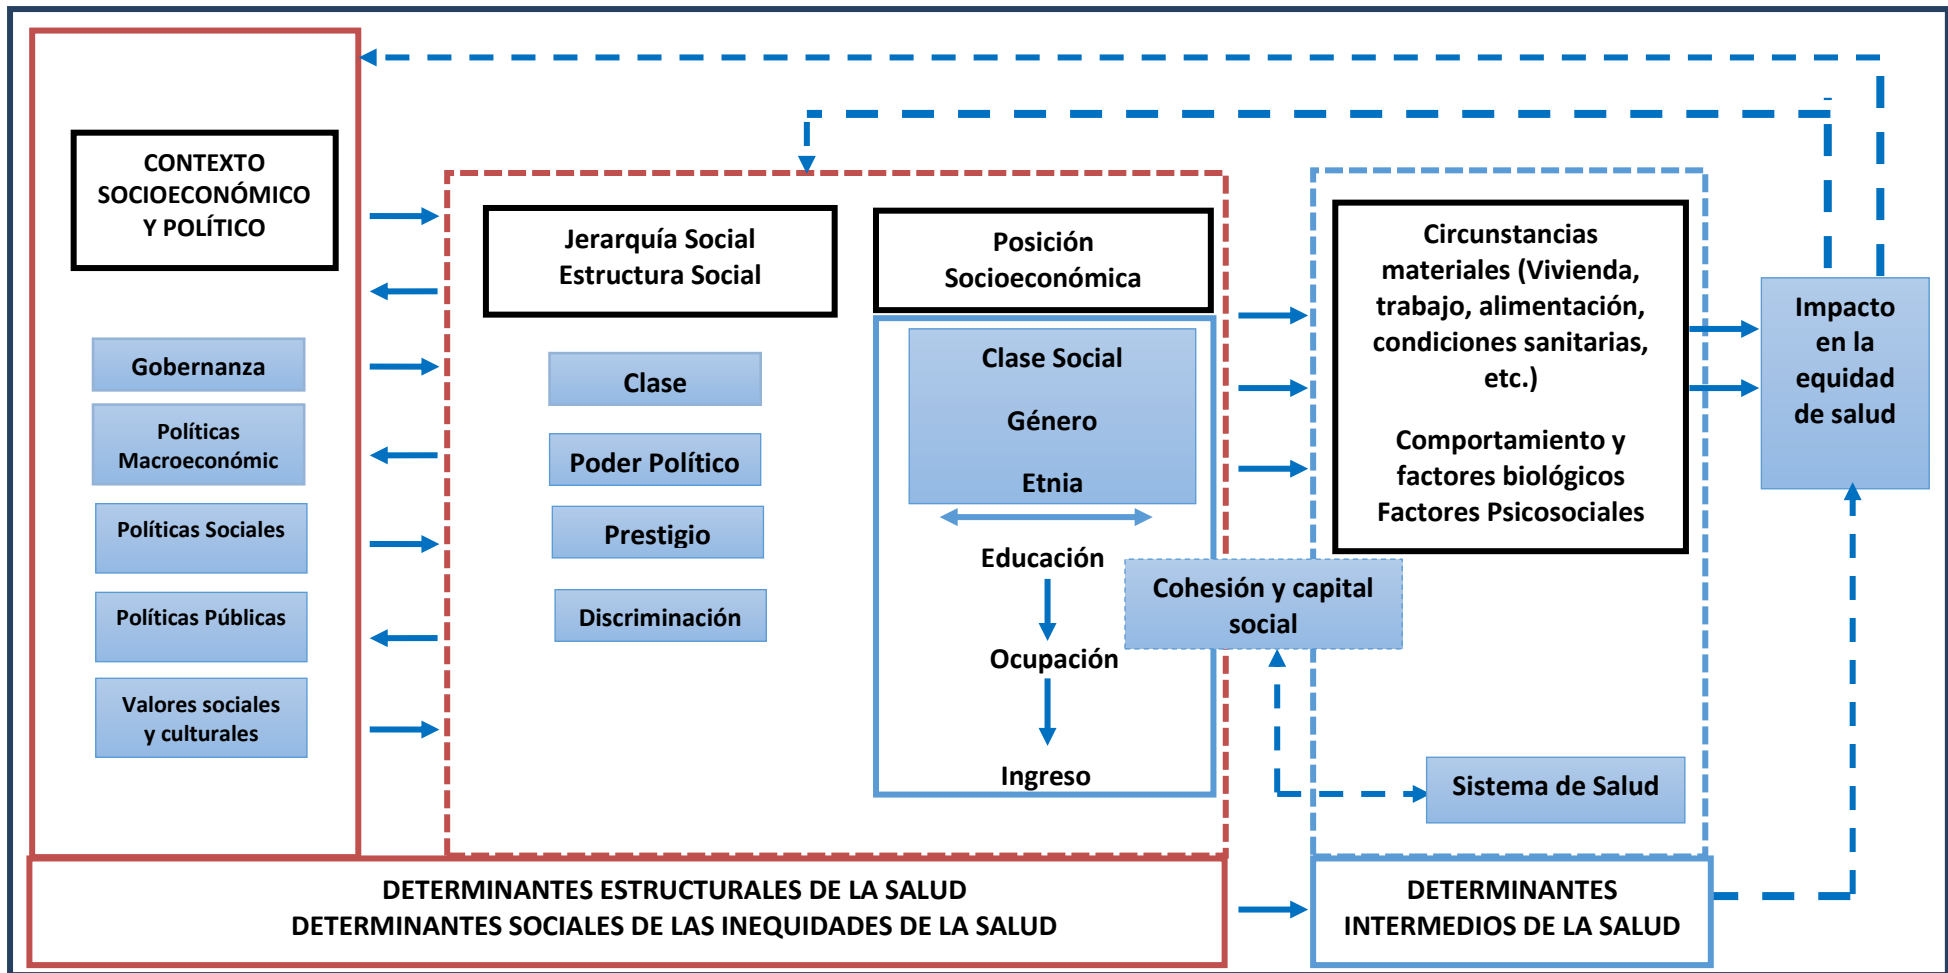 CONTEXTO
SOCIOECONÓMICO
Y POLÍTICO
Gobernanza
Políticas
Macroeconómic
Políticas Sociales
Políticas Públicas
Valores sociales
y culturales
Jerarquía Social
Estructura Social
Clase
Poder Político
Prestigio
Discriminación
Posición
Socioeconómica
Clase Social
Género
Etnia
Educación
Ocupación
Ingreso
Cohesión y capital
social
Circunstancias
materiales (Vivienda,
trabajo, alimentación,
condiciones sanitarias,
etc.)
Comportamiento y
factores biológicos
Factores Psicosociales
Sistema de Salud
Impacto
en la
equidad
de salud
DETERMINANTES ESTRUCTURALES DE LA SALUD
DETERMINANTES SOCIALES DE LAS INEQUIDADES DE LA SALUD
DETERMINANTES
INTERMEDIOS DE LA SALUD